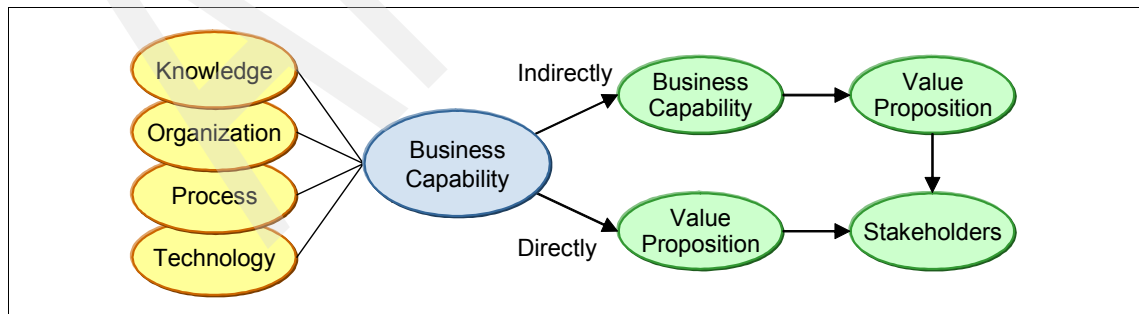 Knowledge
Organization
Process
Technology
Business
Capability
Indirectly
Directly
Business
Capability
Value
Proposition
Value
Proposition
Stakeholders